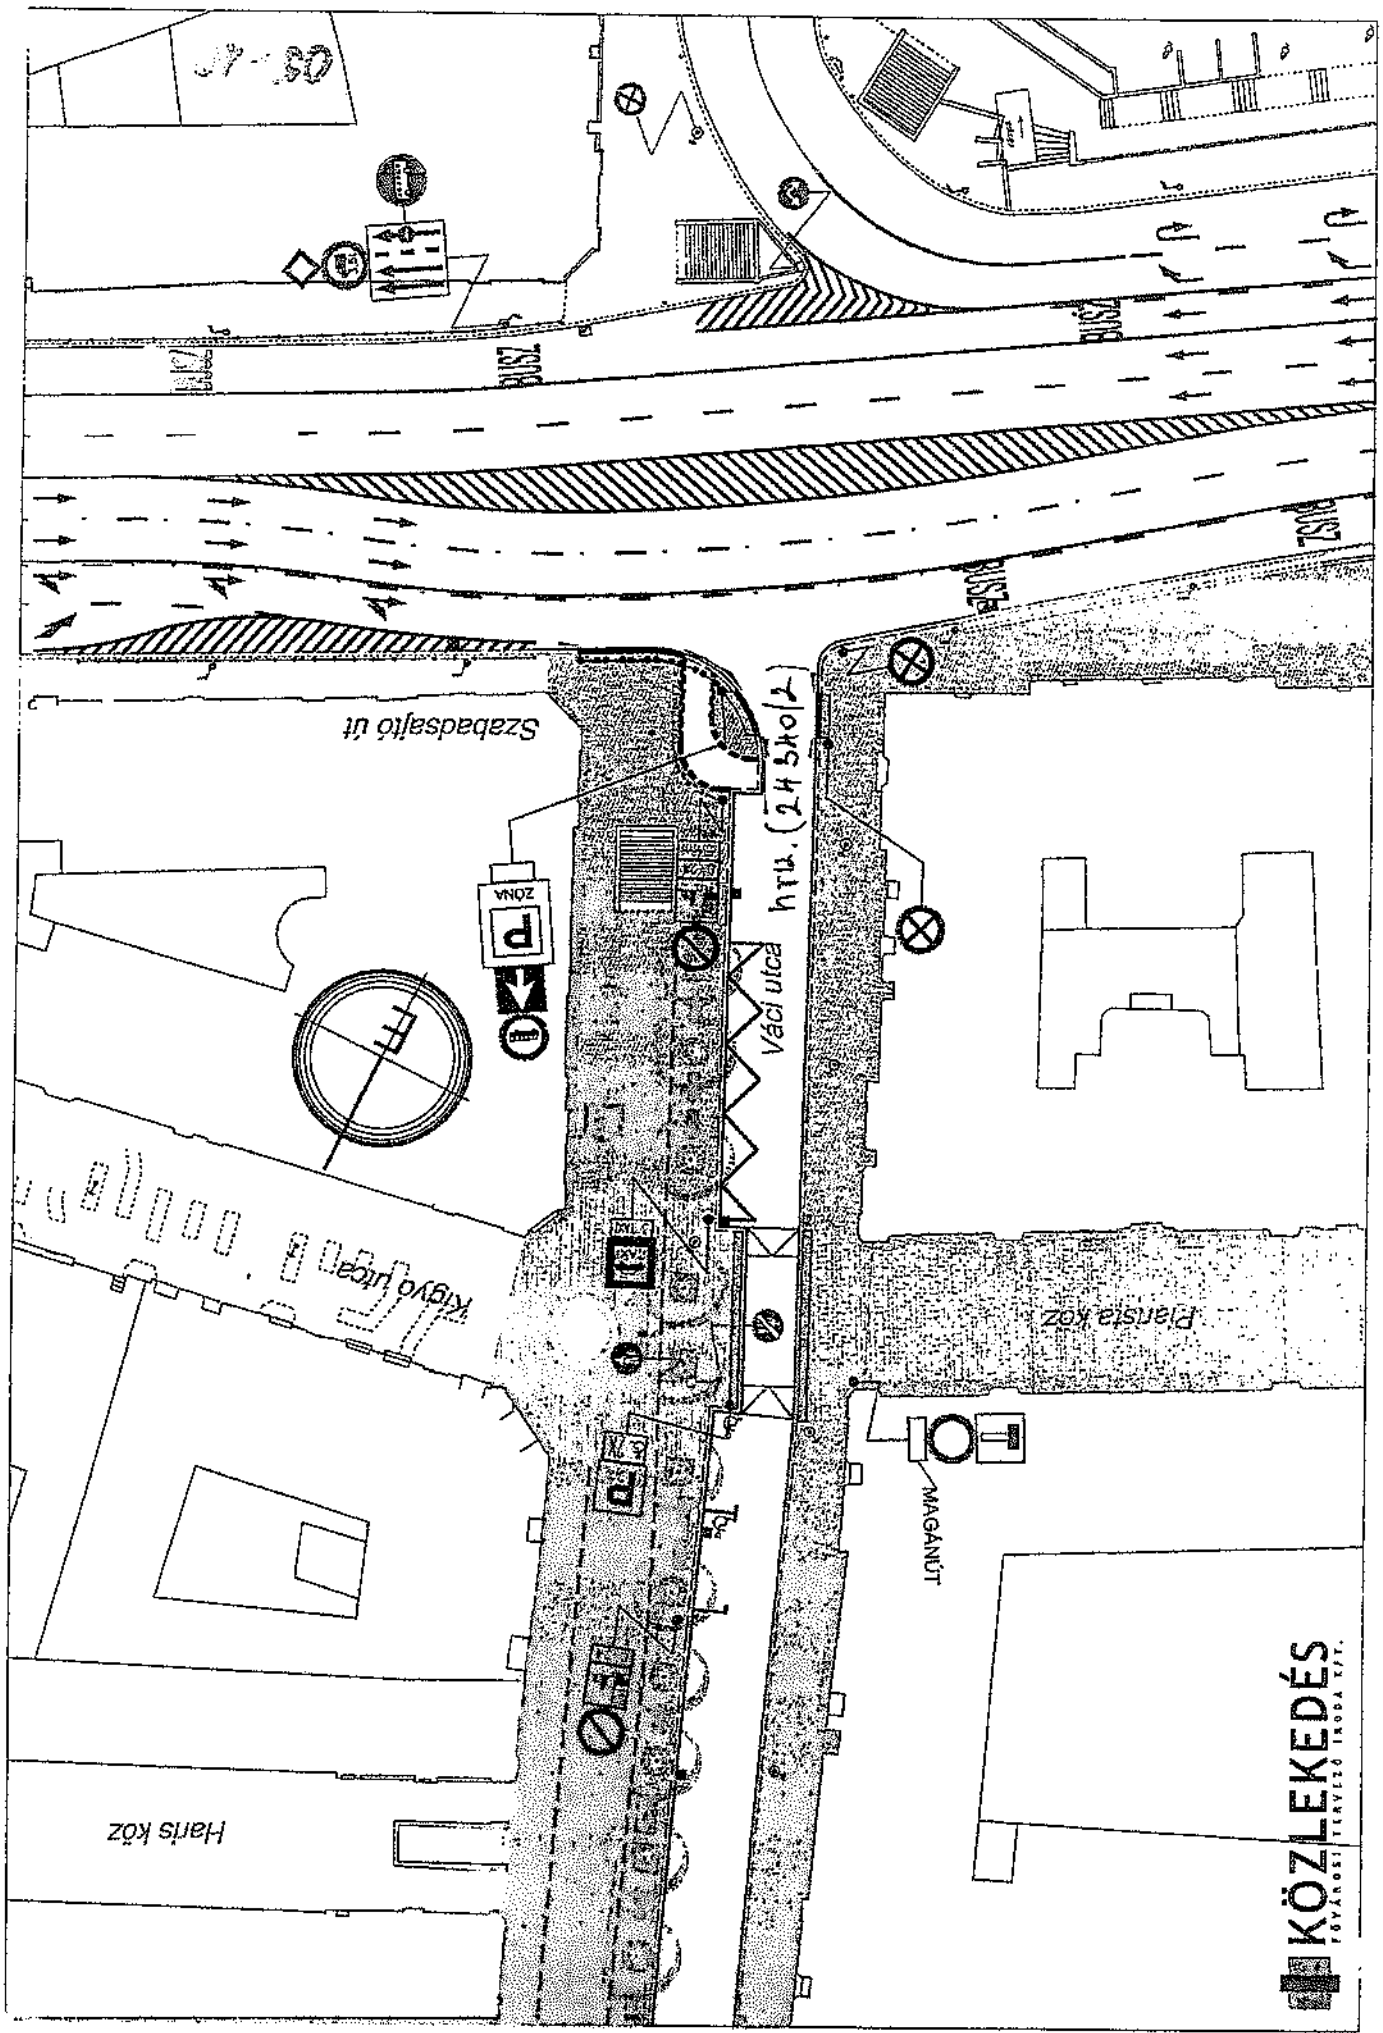 BUSZ
BUSZ
BUSZ
BUSZ
Szabadsajtó út
hrsz. (24340/2)
P
ZÓNA
Váci utca
Kígyó utca
TAXI
Piarista köz
P
MAGÁNÚT
Haris köz
KÖZLEKEDÉS
FŐVÁROSI TERVEZŐ IRODA KFT.